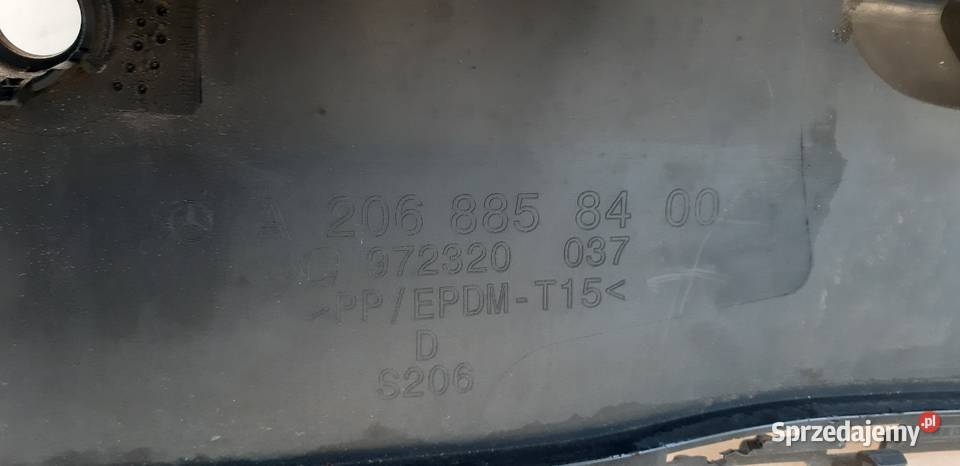 A 206 885 84 00
972320 037
>PP/EPDM-T15<
D
S206
Sprzedajemy.pl